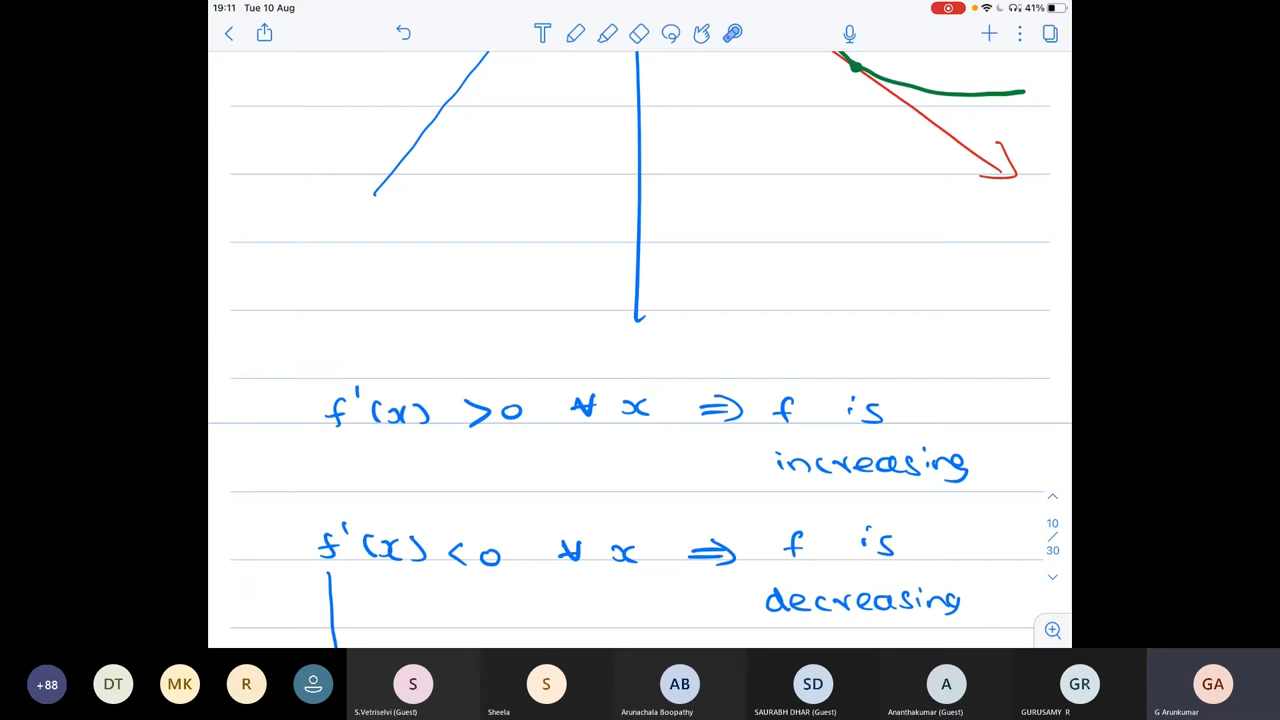 19:11 Tue 10 Aug
41%
f'(x) > 0 ∀ x ⇒ f is
increasing
f'(x) < 0 ∀ x ⇒ f is
decreasing
10
/
30
+88 DT MK R S S AB SD A GR GA
S.Vetriselvi (Guest) Sheela Arunachala Boopathy SAURABH DHAR (Guest) Ananthakumar (Guest) GURUSAMY R G Arunkumar